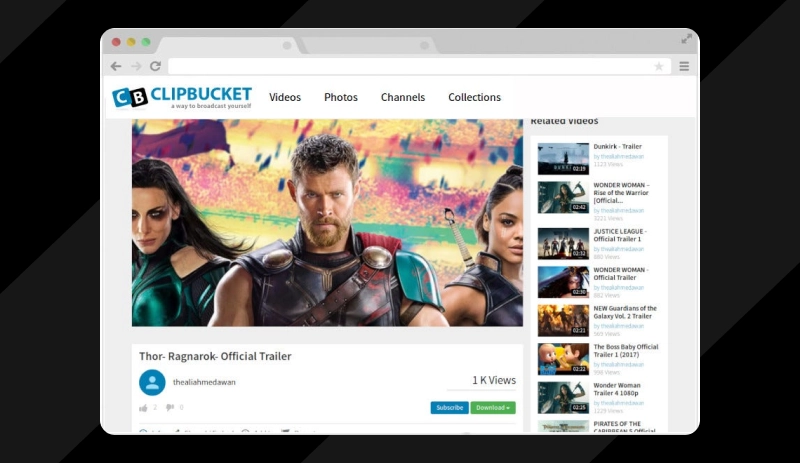 CB CLIPBUCKET
a way to broadcast yourself
Videos Photos Channels Collections
Related Videos
Dunkirk - Trailer
by thealiahmedawan
1123 Views
02:19
WONDER WOMAN –
Rise of the Warrior
[Official...
by thealiahmedawan
Views
02:42
JUSTICE LEAGUE -
Official Trailer 1
by thealiahmedawan
Views
02:32
WONDER WOMAN -
Official Trailer
by thealiahmedawan
Views
02:30
NEW Guardians of the
Galaxy Vol. 2 Trailer
by thealiahmedawan
Views
02:21
The Boss Baby Official
Trailer 1 (2017)
by thealiahmedawan
Views
02:22
Wonder Woman
Trailer 4 1080p
by thealiahmedawan
1229 Views
02:25
PIRATES OF THE
CARIBBEAN 5 Official
Thor- Ragnarok- Official Trailer
thealiahmedawan
1 K Views
2 0
Subscribe Download